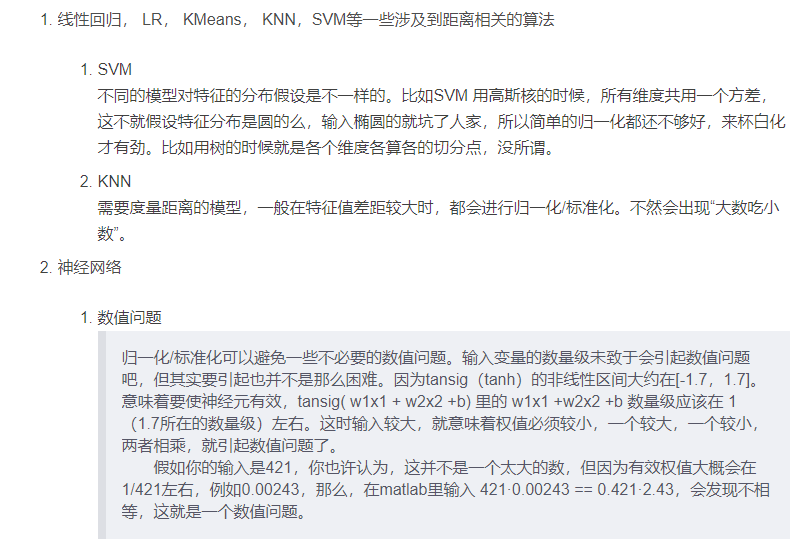 1. 线性回归， LR， KMeans， KNN，SVM等一些涉及到距离相关的算法
1. SVM
不同的模型对特征的分布假设是不一样的。比如SVM 用高斯核的时候，所有维度共用一个方差，
这不就假设特征分布是圆的么，输入椭圆的就坑了人家，所以简单的归一化都还不够好，来杯白化
才有劲。比如用树的时候就是各个维度各算各的切分点，没所谓。
2. KNN
需要度量距离的模型，一般在特征值差距较大时，都会进行归一化/标准化。不然会出现“大数吃小
数”。
2. 神经网络
1. 数值问题
归一化/标准化可以避免一些不必要的数值问题。输入变量的数量级未致于会引起数值问题
吧，但其实要引起也并不是那么困难。因为tansig（tanh）的非线性区间大约在[-1.7，1.7]。
意味着要使神经元有效，tansig( w1x1 + w2x2 +b) 里的 w1x1 +w2x2 +b 数量级应该在 1
（1.7所在的数量级）左右。这时输入较大，就意味着权值必须较小，一个较大，一个较小，
两者相乘，就引起数值问题了。
假如你的输入是421，你也许认为，这并不是一个太大的数，但因为有效权值大概会在
1/421左右，例如0.00243，那么，在matlab里输入 421·0.00243 == 0.421·2.43，会发现不相
等，这就是一个数值问题。